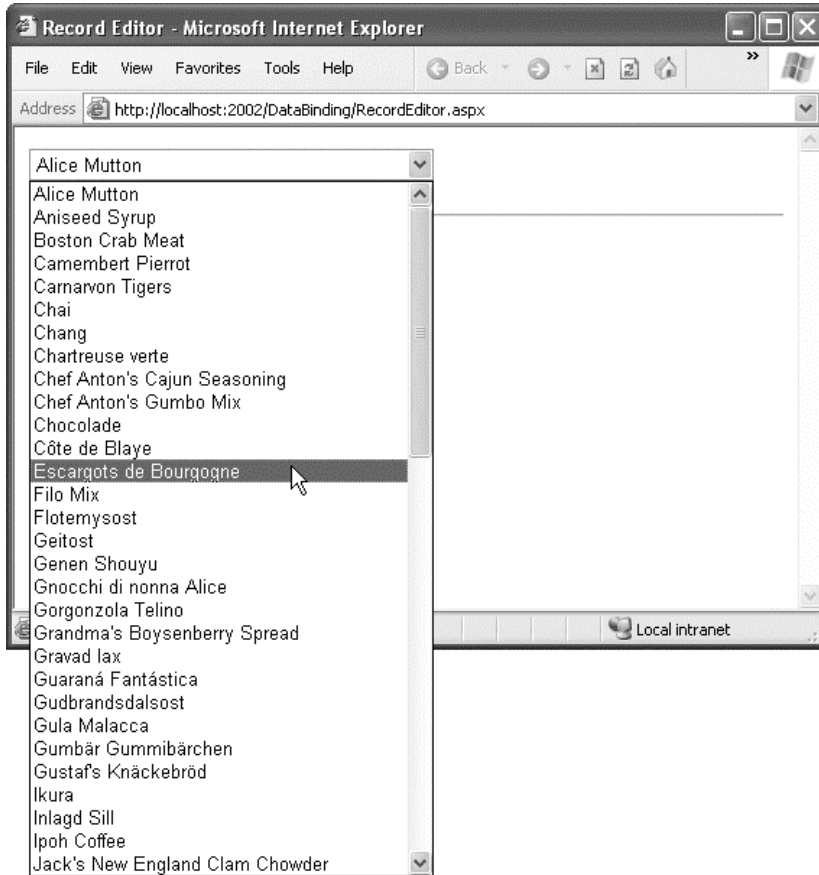 Record Editor - Microsoft Internet Explorer
File Edit View Favorites Tools Help Back »
Address http://localhost:2002/DataBinding/RecordEditor.aspx
Alice Mutton
Alice Mutton
Aniseed Syrup
Boston Crab Meat
Camembert Pierrot
Carnarvon Tigers
Chai
Chang
Chartreuse verte
Chef Anton's Cajun Seasoning
Chef Anton's Gumbo Mix
Chocolade
Côte de Blaye
Escargots de Bourgogne
Filo Mix
Flotemysost
Geitost
Genen Shouyu
Gnocchi di nonna Alice
Gorgonzola Telino
Grandma's Boysenberry Spread
Local intranet
Gravad lax
Guaraná Fantástica
Gudbrandsdalsost
Gula Malacca
Gumbär Gummibärchen
Gustaf's Knäckebröd
Ikura
Inlagd Sill
Ipoh Coffee
Jack's New England Clam Chowder